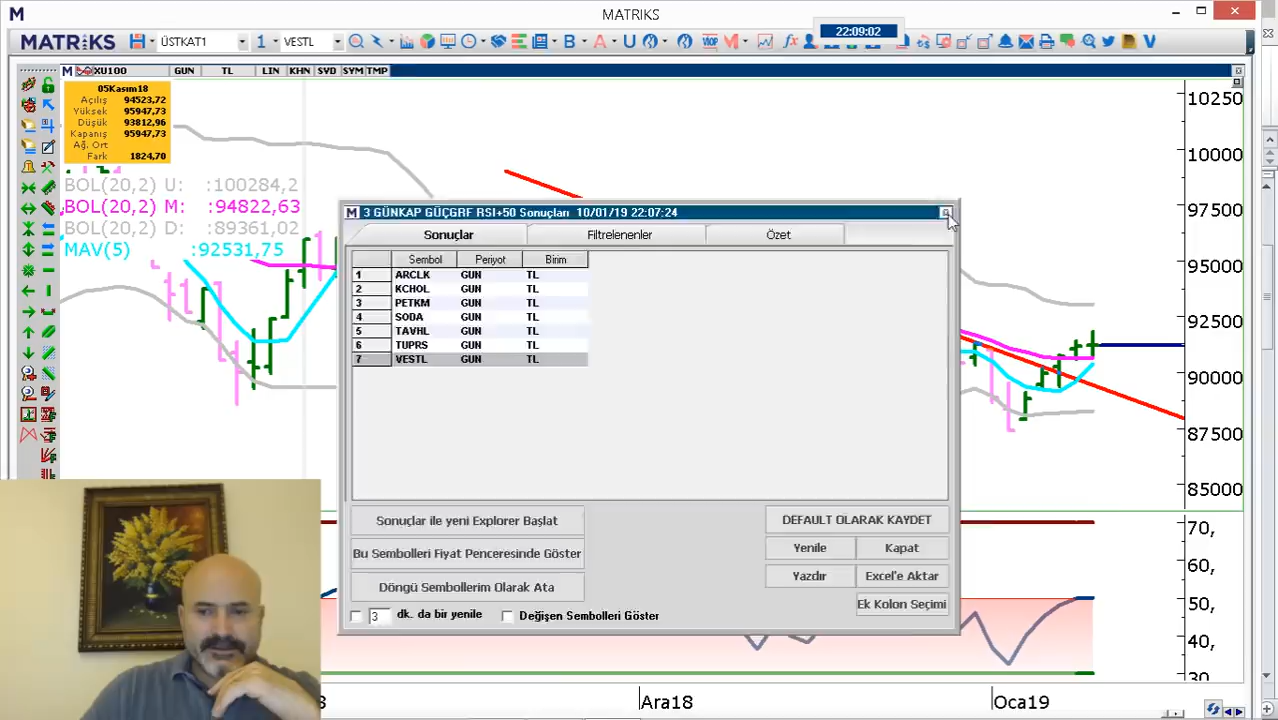 MATRIKS
MATRIKS ÜSTKAT1 1 VESTL 22:09:02
XU100 GUN TL LIN KHN SVD SYM TMP
05Kasım18
Açılış 94523,72
Yüksek 95947,73
Düşük 93812,96
Kapanış 95947,73
Ağ. Ort
Fark 1824,70
BOL(20,2) U: :100284,2
BOL(20,2) M: :94822,63
BOL(20,2) D: :89361,02
MAV(5) :92531,75
3 GÜNKAP GÜÇGRF RSI+50 Sonuçları 10/01/19 22:07:24
Sonuçlar Filtrelenenler Özet
Sembol Periyot Birim
1 ARCLK GUN TL
2 KCHOL GUN TL
3 PETKM GUN TL
4 SODA GUN TL
5 TAVHL GUN TL
6 TUPRS GUN TL
7 VESTL GUN TL
Sonuçlar ile yeni Explorer Başlat
Bu Sembolleri Fiyat Penceresinde Göster
Döngü Sembollerim Olarak Ata
3 dk. da bir yenile
Değişen Sembolleri Göster
DEFAULT OLARAK KAYDET
Yenile Kapat
Yazdır Excel'e Aktar
Ek Kolon Seçimi
10250
10000
97500
95000
92500
90000
87500
85000
70,
60,
50,
40,
30
Ara18
Oca19